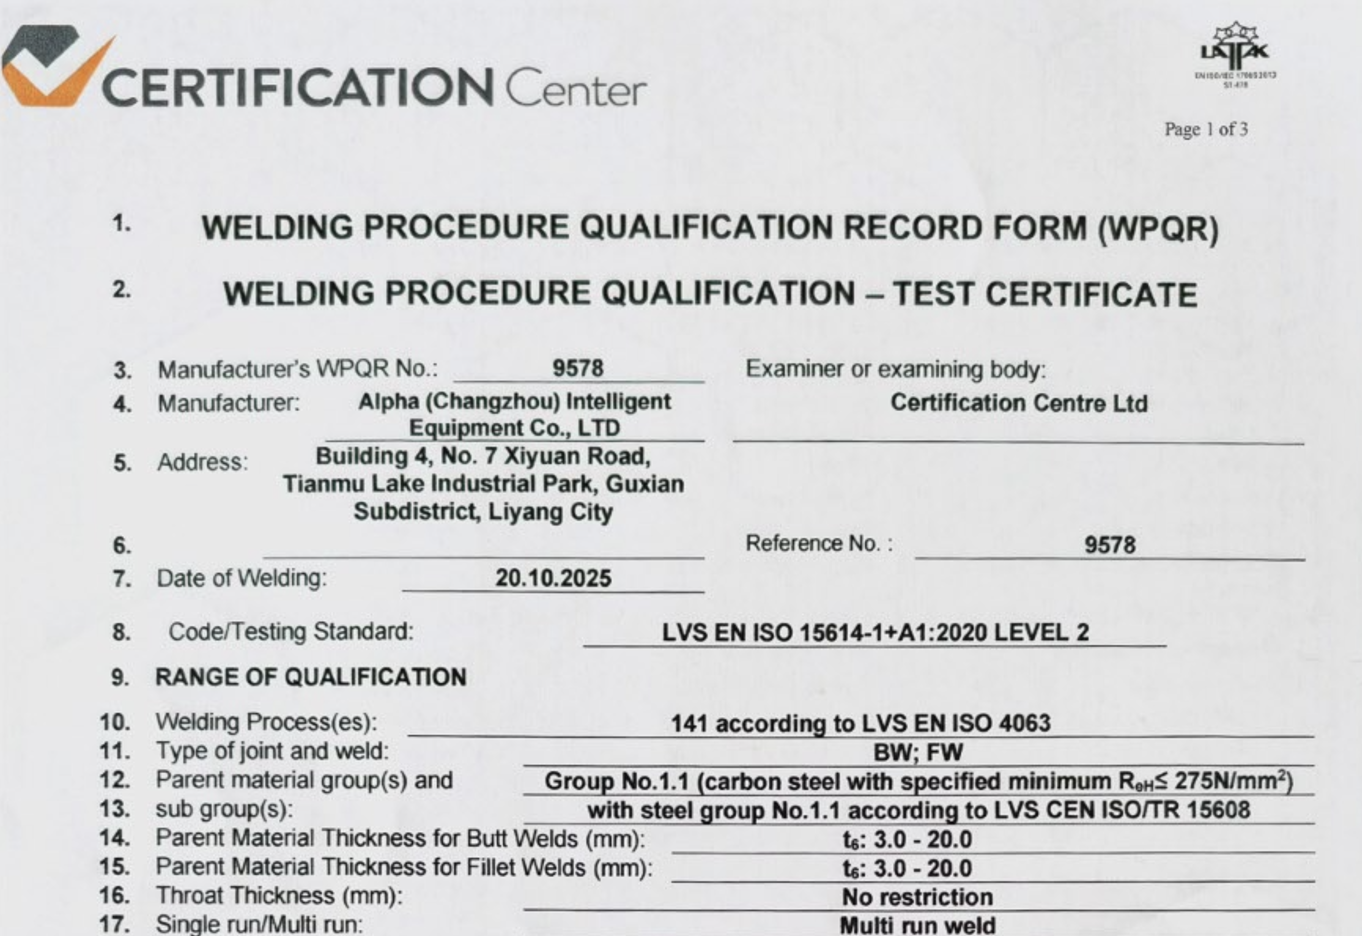 CERTIFICATION Center
LATAK
EN ISO/IEC 17065:2013
S1-478
Page 1 of 3
1. WELDING PROCEDURE QUALIFICATION RECORD FORM (WPQR)
2. WELDING PROCEDURE QUALIFICATION – TEST CERTIFICATE
3. Manufacturer's WPQR No.: 9578 Examiner or examining body:
4. Manufacturer: Alpha (Changzhou) Intelligent Certification Centre Ltd
Equipment Co., LTD
5. Address: Building 4, No. 7 Xiyuan Road,
Tianmu Lake Industrial Park, Guxian
Subdistrict, Liyang City
6. Reference No. : 9578
7. Date of Welding: 20.10.2025
8. Code/Testing Standard: LVS EN ISO 15614-1+A1:2020 LEVEL 2
9. RANGE OF QUALIFICATION
10. Welding Process(es): 141 according to LVS EN ISO 4063
11. Type of joint and weld: BW; FW
12. Parent material group(s) and Group No.1.1 (carbon steel with specified minimum ReH≤ 275N/mm²)
13. sub group(s): with steel group No.1.1 according to LVS CEN ISO/TR 15608
14. Parent Material Thickness for Butt Welds (mm): t₆: 3.0 - 20.0
15. Parent Material Thickness for Fillet Welds (mm): t₆: 3.0 - 20.0
16. Throat Thickness (mm): No restriction
17. Single run/Multi run: Multi run weld